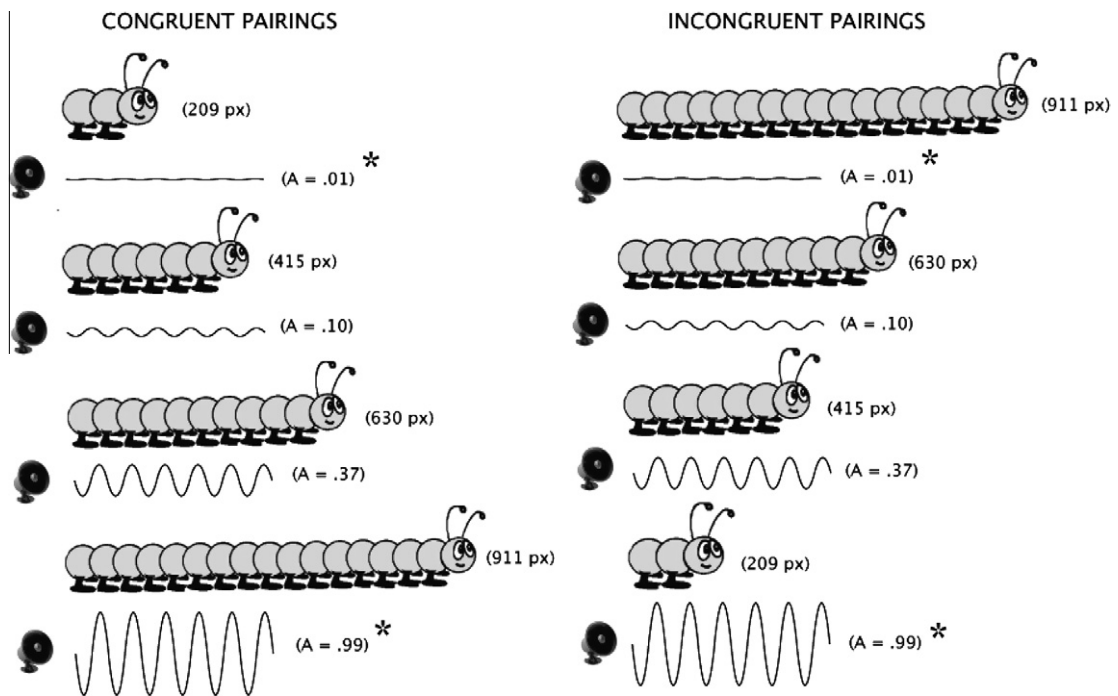 CONGRUENT PAIRINGS
(209 px)
(A = .01) *
(415 px)
(A = .10)
(630 px)
(A = .37)
(911 px)
(A = .99) *
INCONGRUENT PAIRINGS
(911 px)
(A = .01) *
(630 px)
(A = .10)
(415 px)
(A = .37)
(209 px)
(A = .99) *